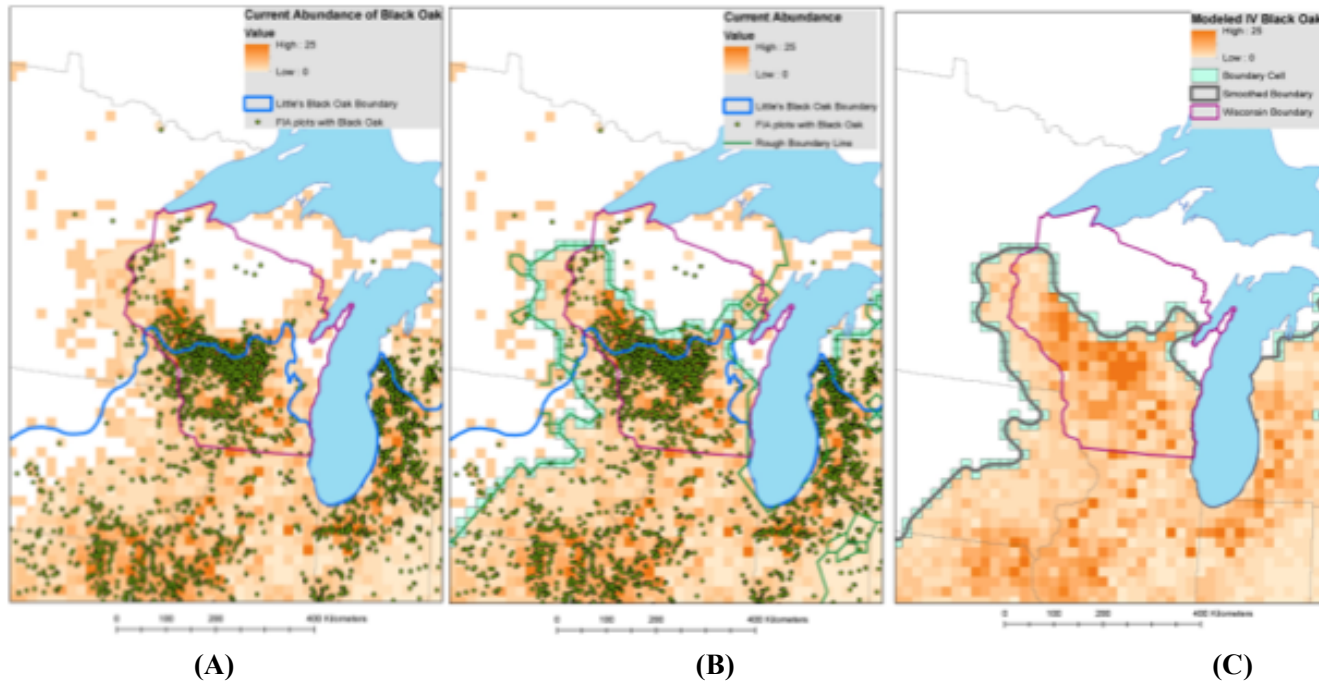 Current Abundance of Black Oak
Value
High : 25
Low : 0
Little's Black Oak Boundary
FIA plots with Black Oak
0 100 200 400 Kilometers
(A)
Current Abundance
Value
High : 25
Low : 0
Little's Black Oak Boundary
FIA plots with Black Oak
Rough Boundary Line
0 100 200 400 Kilometers
(B)
Modeled IV Black Oak
High : 25
Low : 0
Boundary Cell
Smoothed Boundary
Wisconsin Boundary
0 100 200 400 Kilometers
(C)